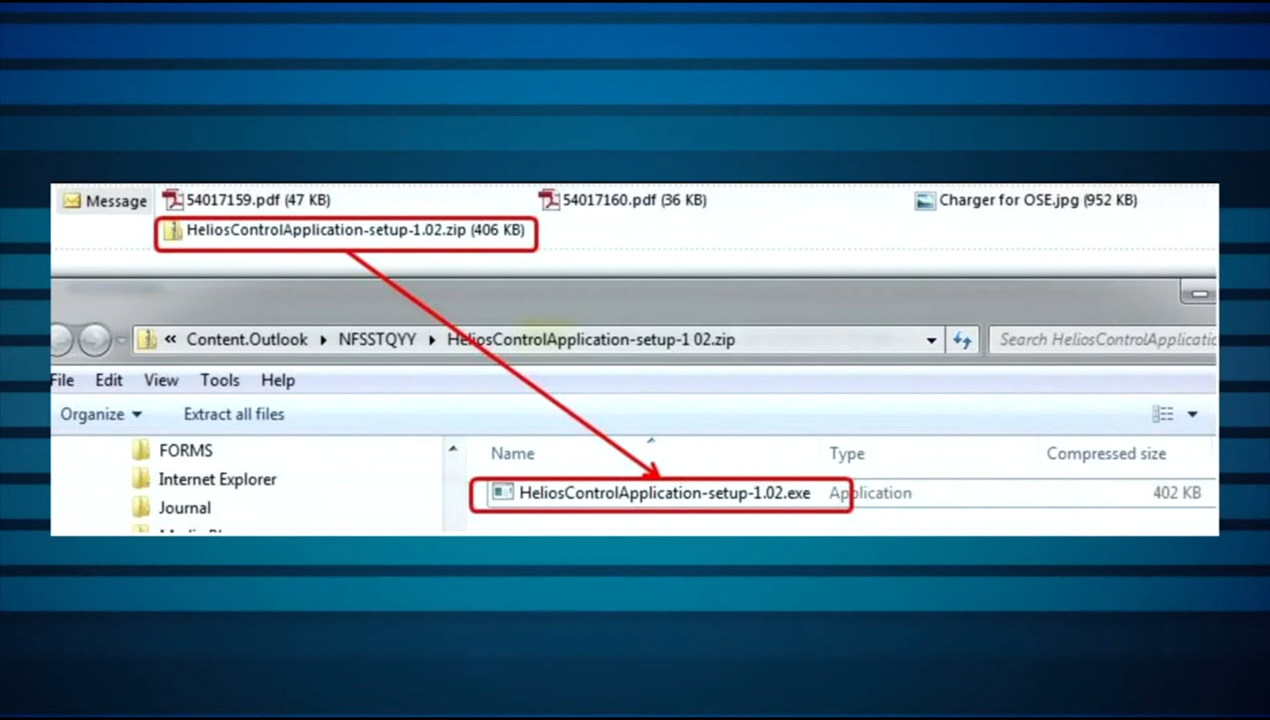 Message 54017159.pdf (47 KB) 54017160.pdf (36 KB) Charger for OSE.jpg (952 KB)
HeliosControlApplication-setup-1.02.zip (406 KB)
« Content.Outlook NFSSTQYY HeliosControlApplication-setup-1 02.zip Search HeliosControlApplicatic
File Edit View Tools Help
Organize Extract all files
FORMS Name Type Compressed size
Internet Explorer HeliosControlApplication-setup-1.02.exe Application 402 KB
Journal